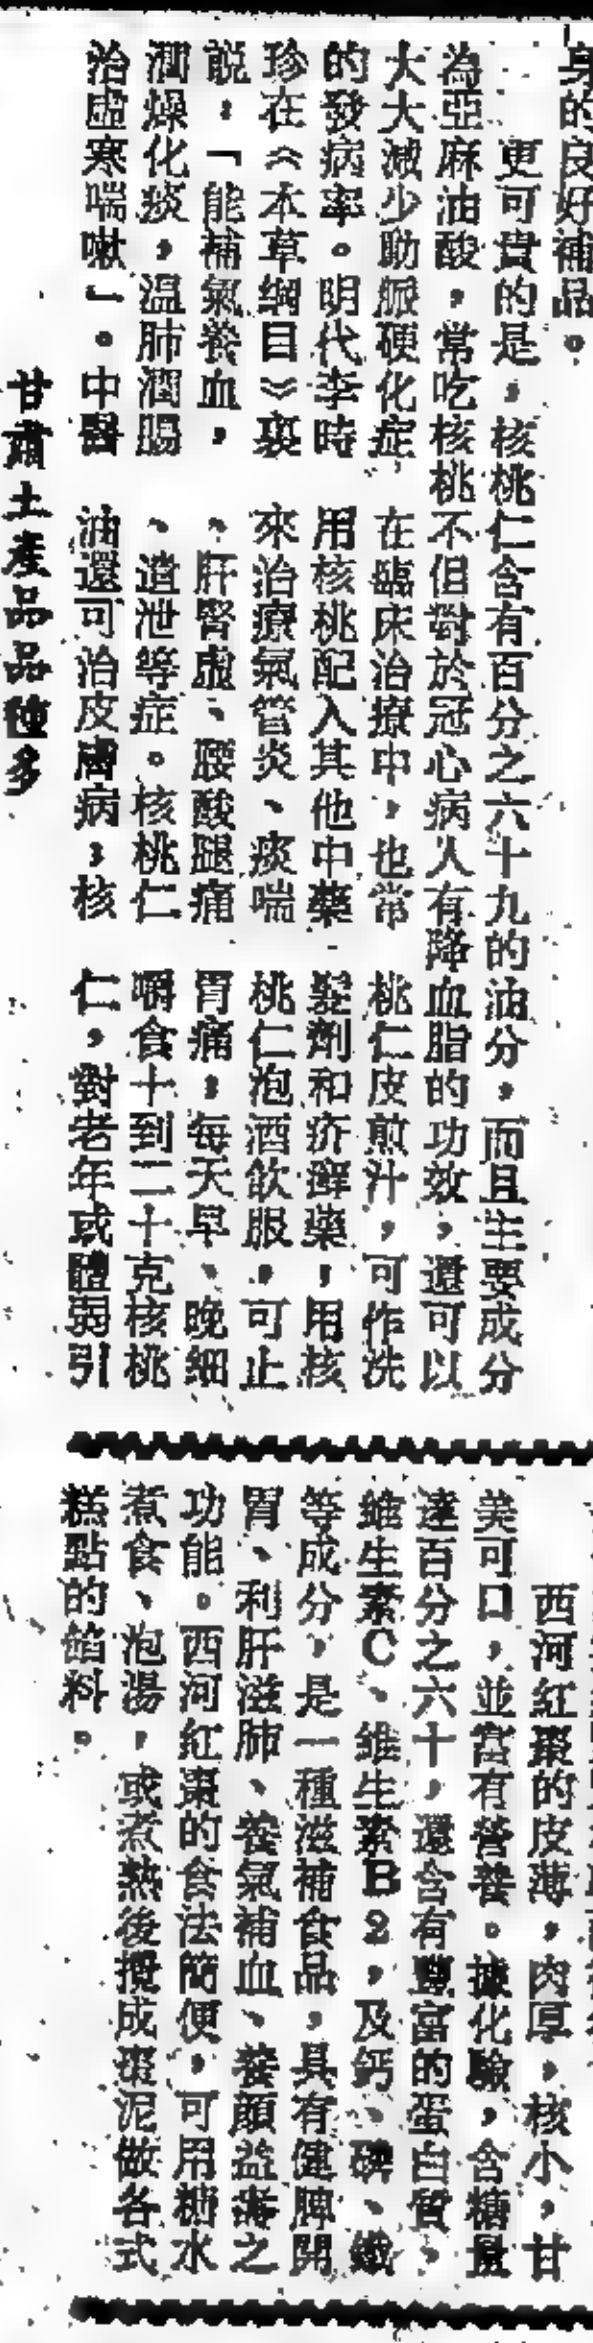 身的良好補品。
更可貴的是，核桃仁含有百分之六十九的油分，而且主要成分
為亞麻油酸，常吃核桃不但對於冠心病人有降血脂的功效，還可以
大大減少助脈硬化症
的發病率。明代李時
珍在《本草綱目》裏
説，「能補氣養血，
潤燥化痰，温肺潤腸
治虛寒喘嗽」。中醫
在臨床治療中，也常
用核桃配入其他中藥
來治療氣管炎、痰喘
、肝腎虛、腰酸腿痛
、遺泄等症。核桃仁
油還可治皮膚病，核
桃仁皮煎汁，可作洗
髮劑和疥癬藥，用核
桃仁泡酒飲服，可止
胃痛，每天早、晚細
嚼食十到二十克核桃
仁，對老年或體弱引
甘肅土產品品種多
西河紅棗的皮薄，肉厚，核小，甘
美可口，並富有營養。據化驗，含糖量
達百分之六十，還含有豐富的蛋白質，
維生素C、維生素B2，及鈣、磷、鐵
等成分，是一種滋補食品，具有健脾開
胃、利肝滋肺、養氣補血、養顏益壽之
功能。西河紅棗的食法簡便，可用糖水
煮食、泡湯，或煮熟後攪成棗泥做各式
糕點的餡料。